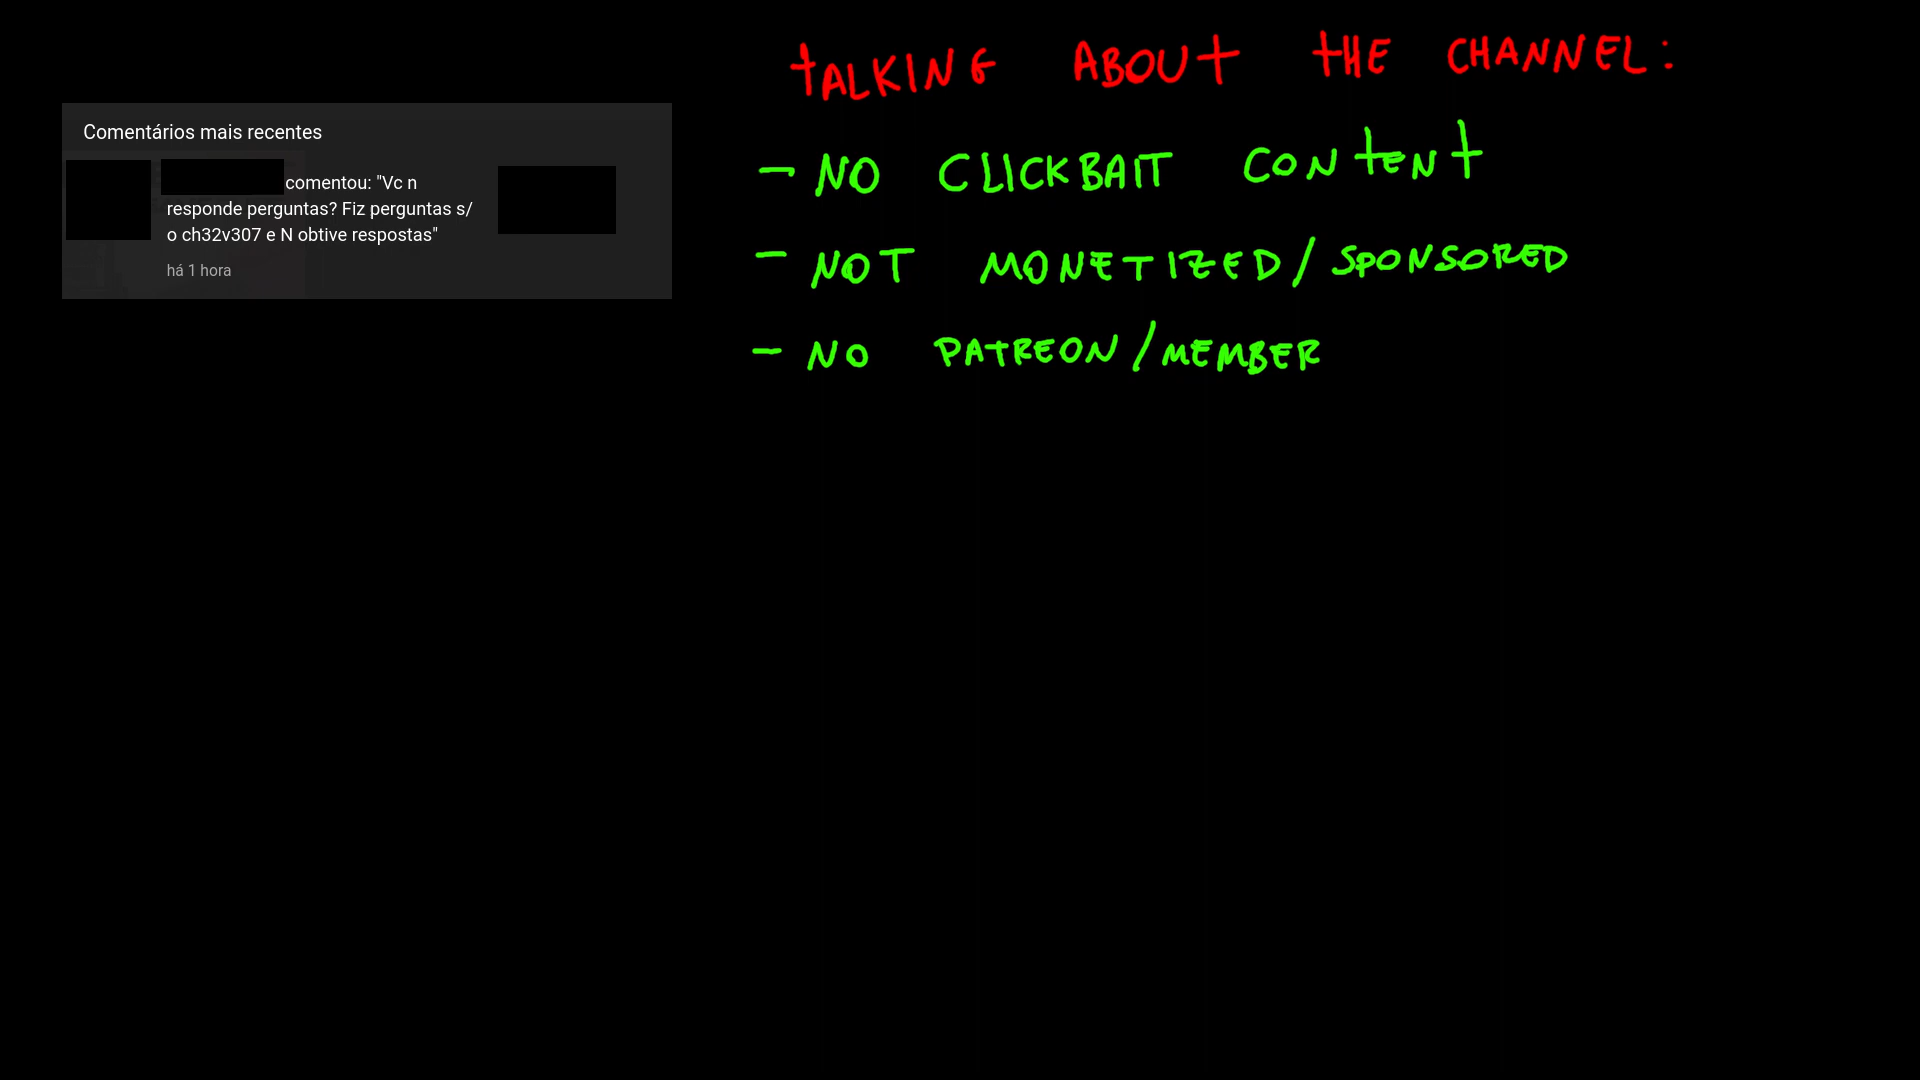 Comentários mais recentes
comentou: "Vc n
responde perguntas? Fiz perguntas s/
o ch32v307 e N obtive respostas"
há 1 hora
TALKING ABOUT THE CHANNEL:
- NO CLICKBAIT CONTENT
- NOT MONETIZED/SPONSORED
- NO PATREON/MEMBER